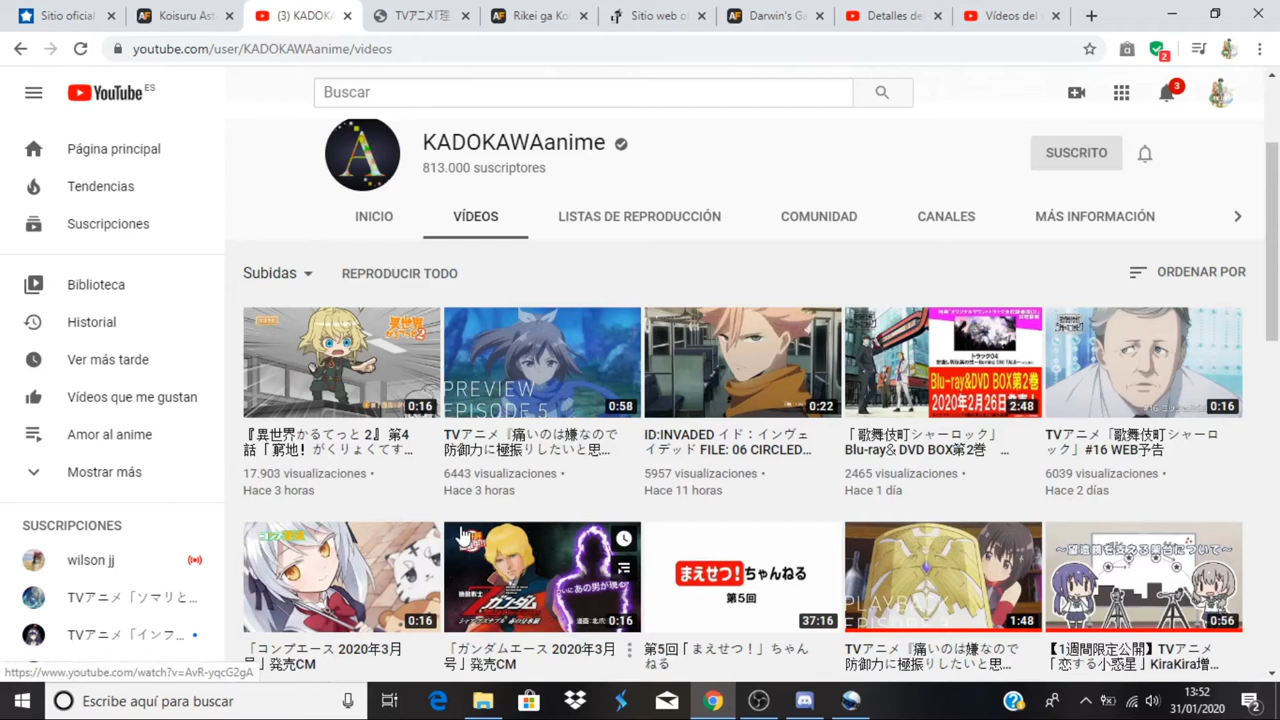 Sitio oficial
Koisuru Ast
(3) KADOKA
TVアニメ『理
Rikei ga Ko
Sitio web o
Darwin's Ga
Detalles de
Vídeos del
youtube.com/user/KADOKAWAanime/videos
2
YouTube ES
Buscar
3
KADOKAWAanime
813.000 suscriptores
SUSCRITO
INICIO
VÍDEOS
LISTAS DE REPRODUCCIÓN
COMUNIDAD
CANALES
MÁS INFORMACIÓN
Página principal
Tendencias
Suscripciones
Biblioteca
Historial
Ver más tarde
Vídeos que me gustan
Amor al anime
Mostrar más
SUSCRIPCIONES
wilson jj
TVアニメ「ソマリと...
TVアニメ「インフ...
Subidas
REPRODUCIR TODO
ORDENAR POR
0:16
PREVIEW
EPISODE 5
0:58
0:22
Blu-ray&DVD BOX第2巻
2020年2月26日
2:48
0:16
『異世界かるてっと 2』第4
話「窮地！がくりょくてす...
17.903 visualizaciones •
Hace 3 horas
TVアニメ『痛いのは嫌なので
防御力に極振りしたいと思...
6443 visualizaciones •
Hace 3 horas
ID:INVADED イド：インヴェ
イデッド FILE: 06 CIRCLED...
5957 visualizaciones •
Hace 11 horas
「歌舞伎町シャーロック」
Blu-ray＆DVD BOX第2巻 ...
2465 visualizaciones •
Hace 1 día
TVアニメ「歌舞伎町シャーロ
ック」#16 WEB予告
6039 visualizaciones •
Hace 2 días
0:16
0:16
まえせつ！ちゃんねる
第5回
37:16
PLAYBOOK
1:48
～望遠鏡を支える架台について～
0:56
「コンプエース 2020年3月
号」発売CM
「ガンダムエース 2020年3月
号」発売CM
第5回「まえせつ！」ちゃん
ねる
TVアニメ『痛いのは嫌なので
防御力に極振りしたいと思...
【1週間限定公開】TVアニメ
「恋する小惑星」KiraKira増...
https://www.youtube.com/watch?v=AvR-yqcG2gA
Escribe aquí para buscar
13:52
31/01/2020
2